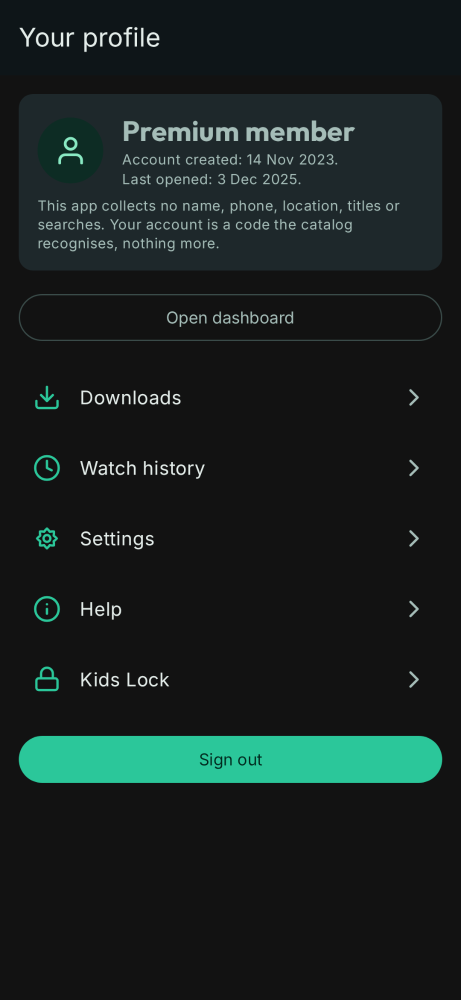 Your profile
Premium member
Account created: 14 Nov 2023.
Last opened: 3 Dec 2025.
This app collects no name, phone, location, titles or
searches. Your account is a code the catalog
recognises, nothing more.
Open dashboard
Downloads
Watch history
Settings
Help
Kids Lock
Sign out